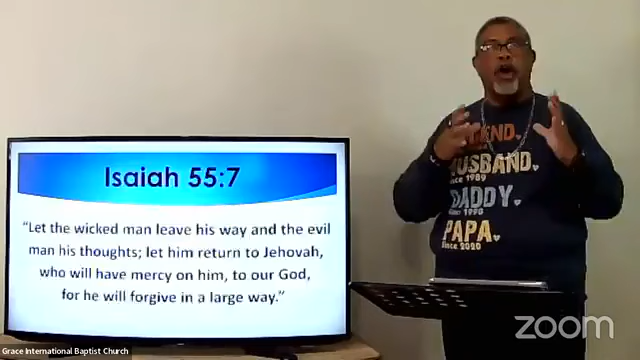 Isaiah 55:7
“Let the wicked man leave his way and the evil
man his thoughts; let him return to Jehovah,
who will have mercy on him, to our God,
for he will forgive in a large way.”
HUSBAND.
Since 1989
DADDY.
Since 1990
PAPA.
Since 2020
Grace International Baptist Church
zoom